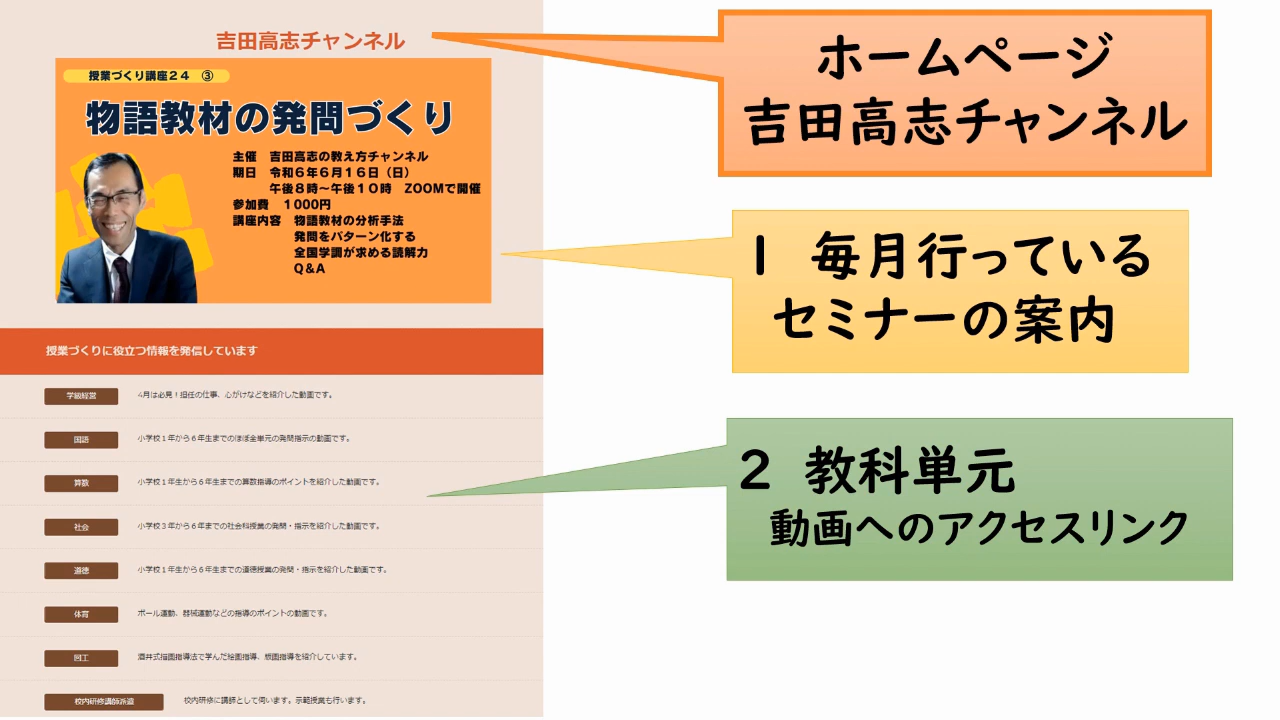 吉田高志チャンネル
授業づくり講座２４　③
物語教材の発問づくり
主催　吉田高志の教え方チャンネル
期日　令和６年６月１６日（日）
午後８時～午後１０時　ZOOMで開催
参加費　１０００円
講座内容　物語教材の分析手法
発問をパターン化する
全国学調が求める読解力
Q＆A
授業づくりに役立つ情報を発信しています
学級経営　4月は必見！担任の仕事、心がけなどを紹介した動画です。
国語　小学校１年から６年生までのほぼ全単元の発問指示の動画です。
算数　小学校１年生から６年生までの算数指導のポイントを紹介した動画です。
社会　小学校３年から６年までの社会科授業の発問・指示を紹介した動画です。
道徳　小学校１年生から６年生までの道徳授業の発問・指示を紹介した動画です。
体育　ボール運動、器械運動などの指導のポイントの動画です。
図工　酒井式描画指導法で学んだ絵画指導、版画指導を紹介しています。
校内研修講師派遣　校内研修に講師として伺います。示範授業も行います。
ホームページ
吉田高志チャンネル
１　毎月行っている
セミナーの案内
２　教科単元
動画へのアクセスリンク